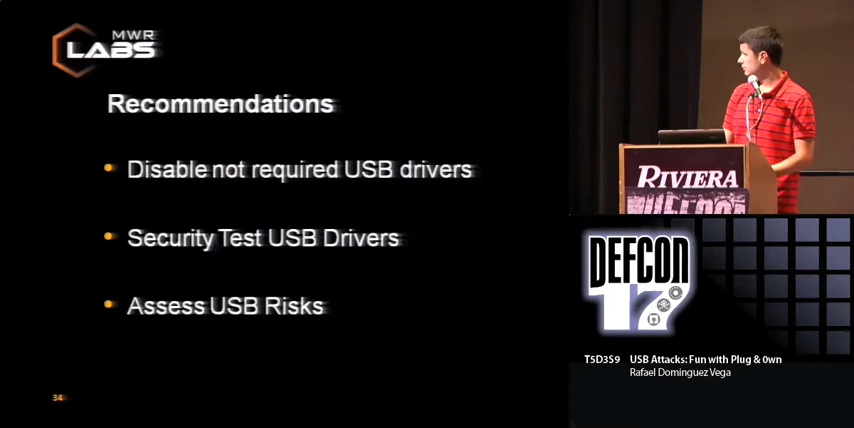 MWR
LABS
Recommendations
Disable not required USB drivers
Security Test USB Drivers
Assess USB Risks
34
RIVIERA
DEFCON
17
T5D3S9 USB Attacks: Fun with Plug & 0wn
Rafael Dominguez Vega